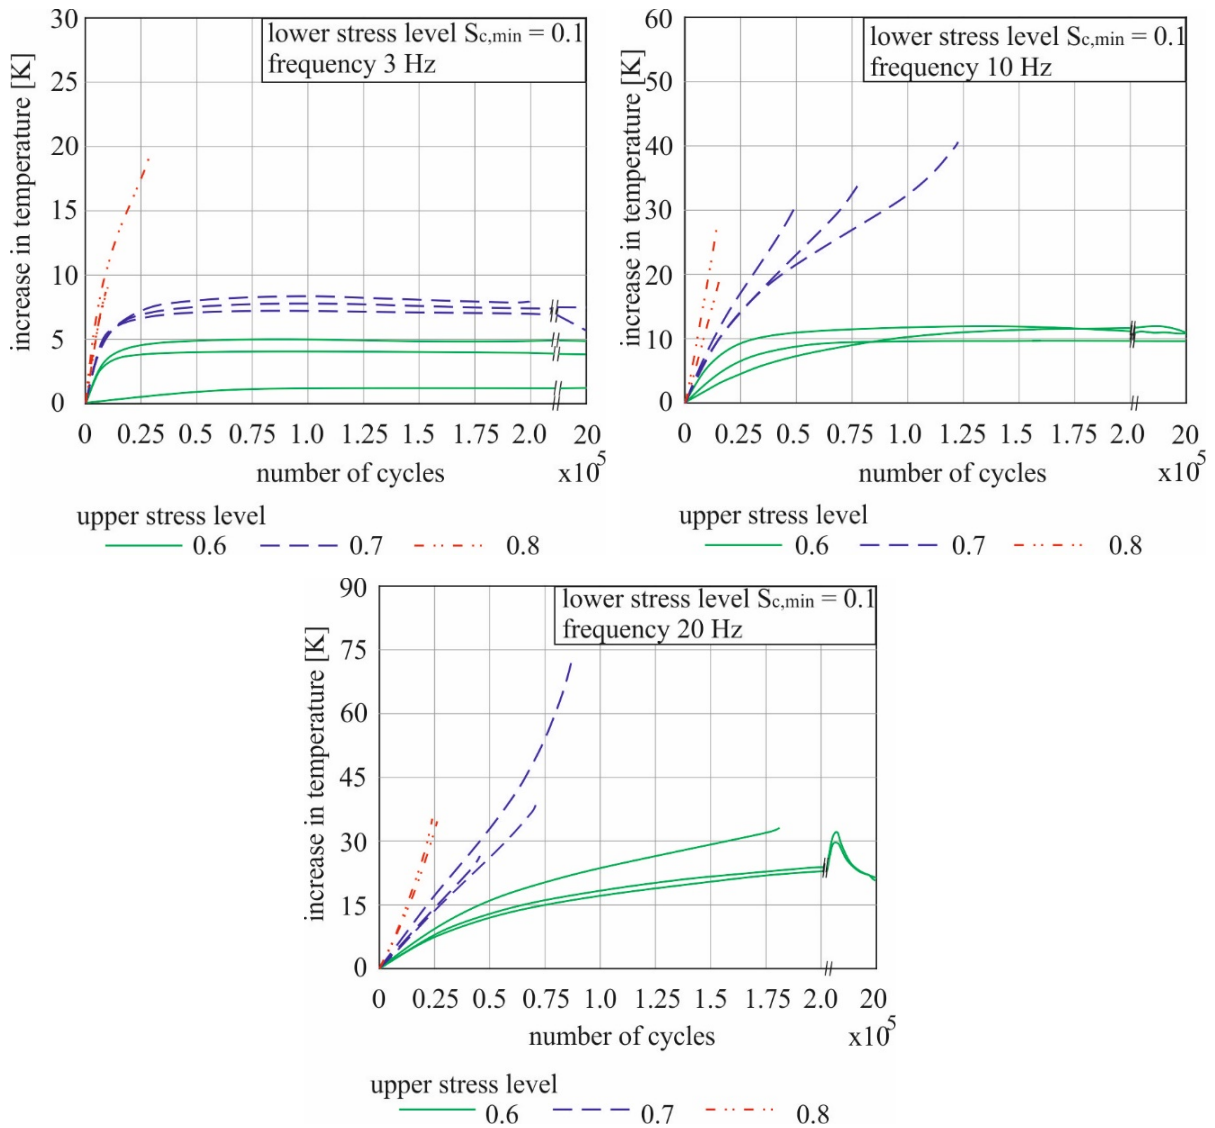 lower stress level Sc,min = 0.1
frequency 3 Hz
increase in temperature [K]
30
25
20
15
10
5
0
0 0.25 0.5 0.75 1.0 1.25 1.5 1.75 2.0 20
number of cycles x10^5
upper stress level
0.6 0.7 0.8
lower stress level Sc,min = 0.1
frequency 10 Hz
increase in temperature [K]
60
50
40
30
20
10
0
0 0.25 0.5 0.75 1.0 1.25 1.5 1.75 2.0 20
number of cycles x10^5
upper stress level
0.6 0.7 0.8
lower stress level Sc,min = 0.1
frequency 20 Hz
increase in temperature [K]
90
75
60
45
30
15
0
0 0.25 0.5 0.75 1.0 1.25 1.5 1.75 2.0 20
number of cycles x10^5
upper stress level
0.6 0.7 0.8